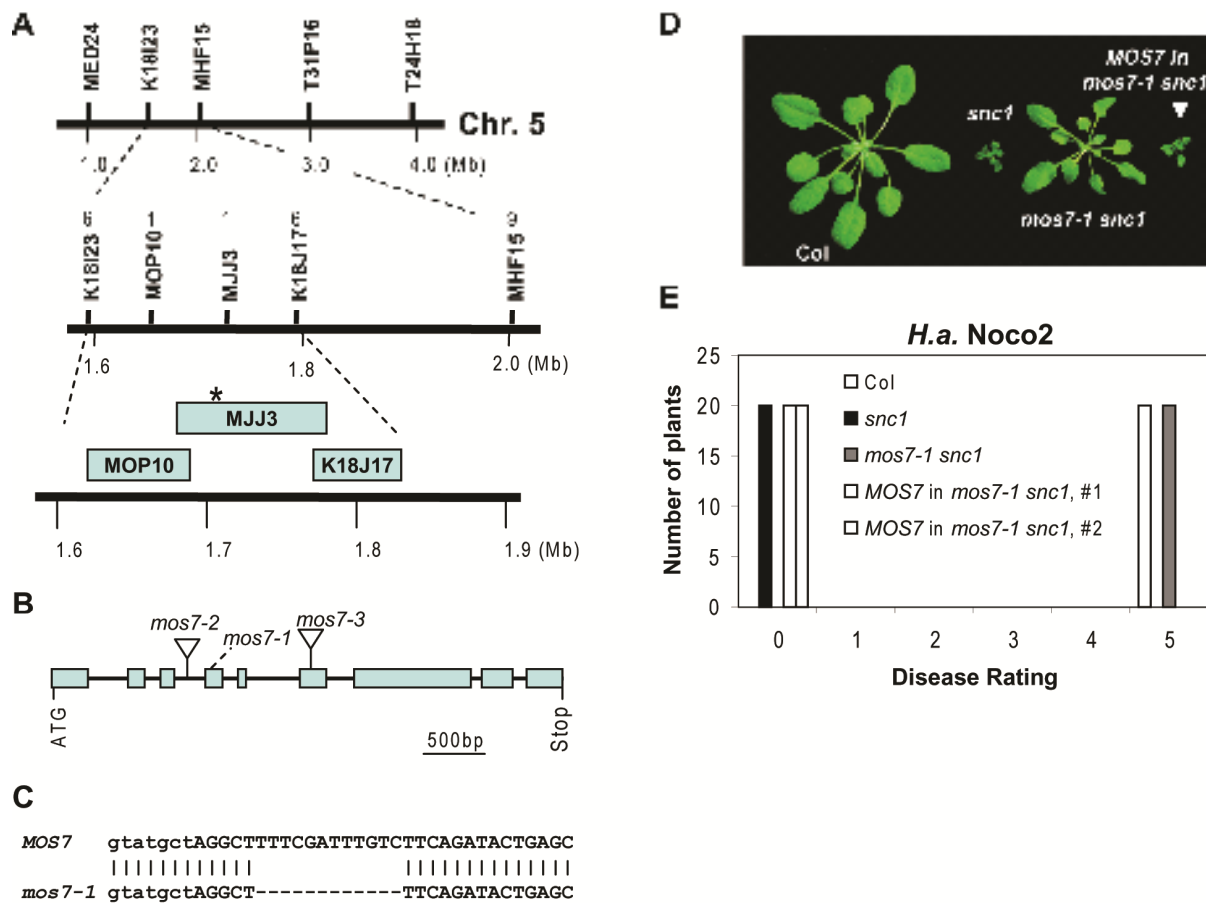 A
MED24
K18I23
MHF15
T31P16
T24H18
Chr. 5
1.0
2.0
3.0
4.0 (Mb)
K18I23
MOP10
MJJ3
K18J17
MHF15
1.6
1.8
2.0 (Mb)
*
MJJ3
MOP10
K18J17
1.6
1.7
1.8
1.9 (Mb)
B
mos7-2
mos7-1
mos7-3
ATG
500bp
Stop
C
MOS7 gtatgctAGGCTTTTCGATTTGTCTTCAGATACTGAGC
mos7-1 gtatgctAGGCT------------TTCAGATACTGAGC
D
MOS7 in
mos7-1 snc1
snc1
mos7-1 snc1
Col
E
H.a. Noco2
Number of plants
25
20
15
10
5
0
Col
snc1
mos7-1 snc1
MOS7 in mos7-1 snc1, #1
MOS7 in mos7-1 snc1, #2
0 1 2 3 4 5
Disease Rating